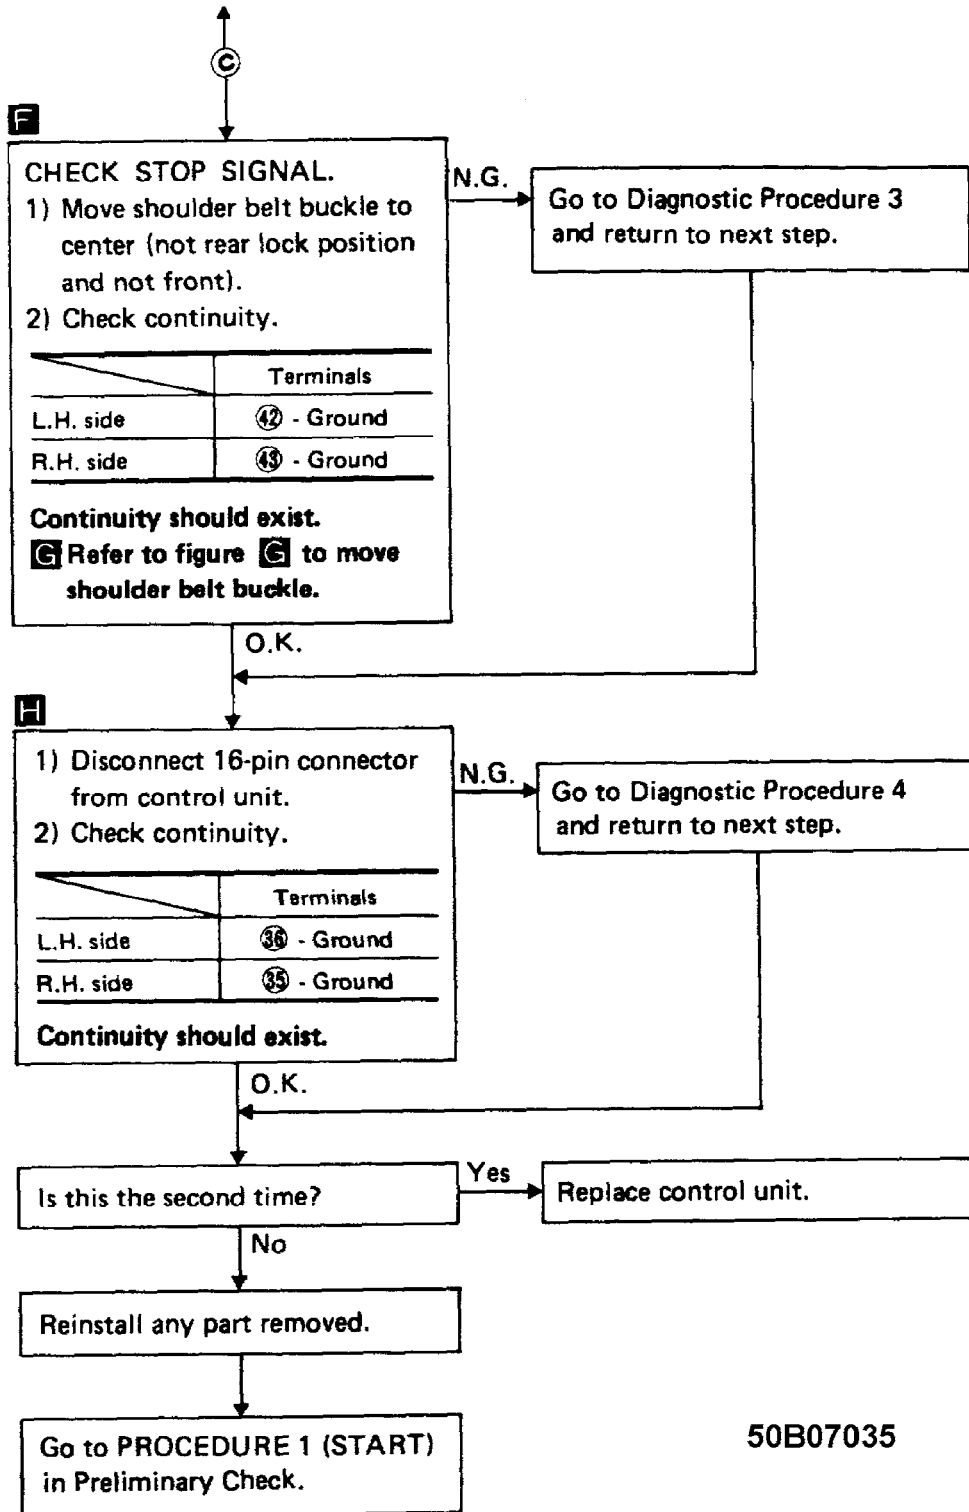 C
F
CHECK STOP SIGNAL.
1) Move shoulder belt buckle to
center (not rear lock position
and not front).
2) Check continuity.
Terminals
L.H. side 42 - Ground
R.H. side 43 - Ground
Continuity should exist.
G Refer to figure G to move
shoulder belt buckle.
N.G.
Go to Diagnostic Procedure 3
and return to next step.
O.K.
H
1) Disconnect 16-pin connector
from control unit.
2) Check continuity.
Terminals
L.H. side 36 - Ground
R.H. side 35 - Ground
Continuity should exist.
N.G.
Go to Diagnostic Procedure 4
and return to next step.
O.K.
Is this the second time?
Yes
Replace control unit.
No
Reinstall any part removed.
Go to PROCEDURE 1 (START)
in Preliminary Check.
50B07035